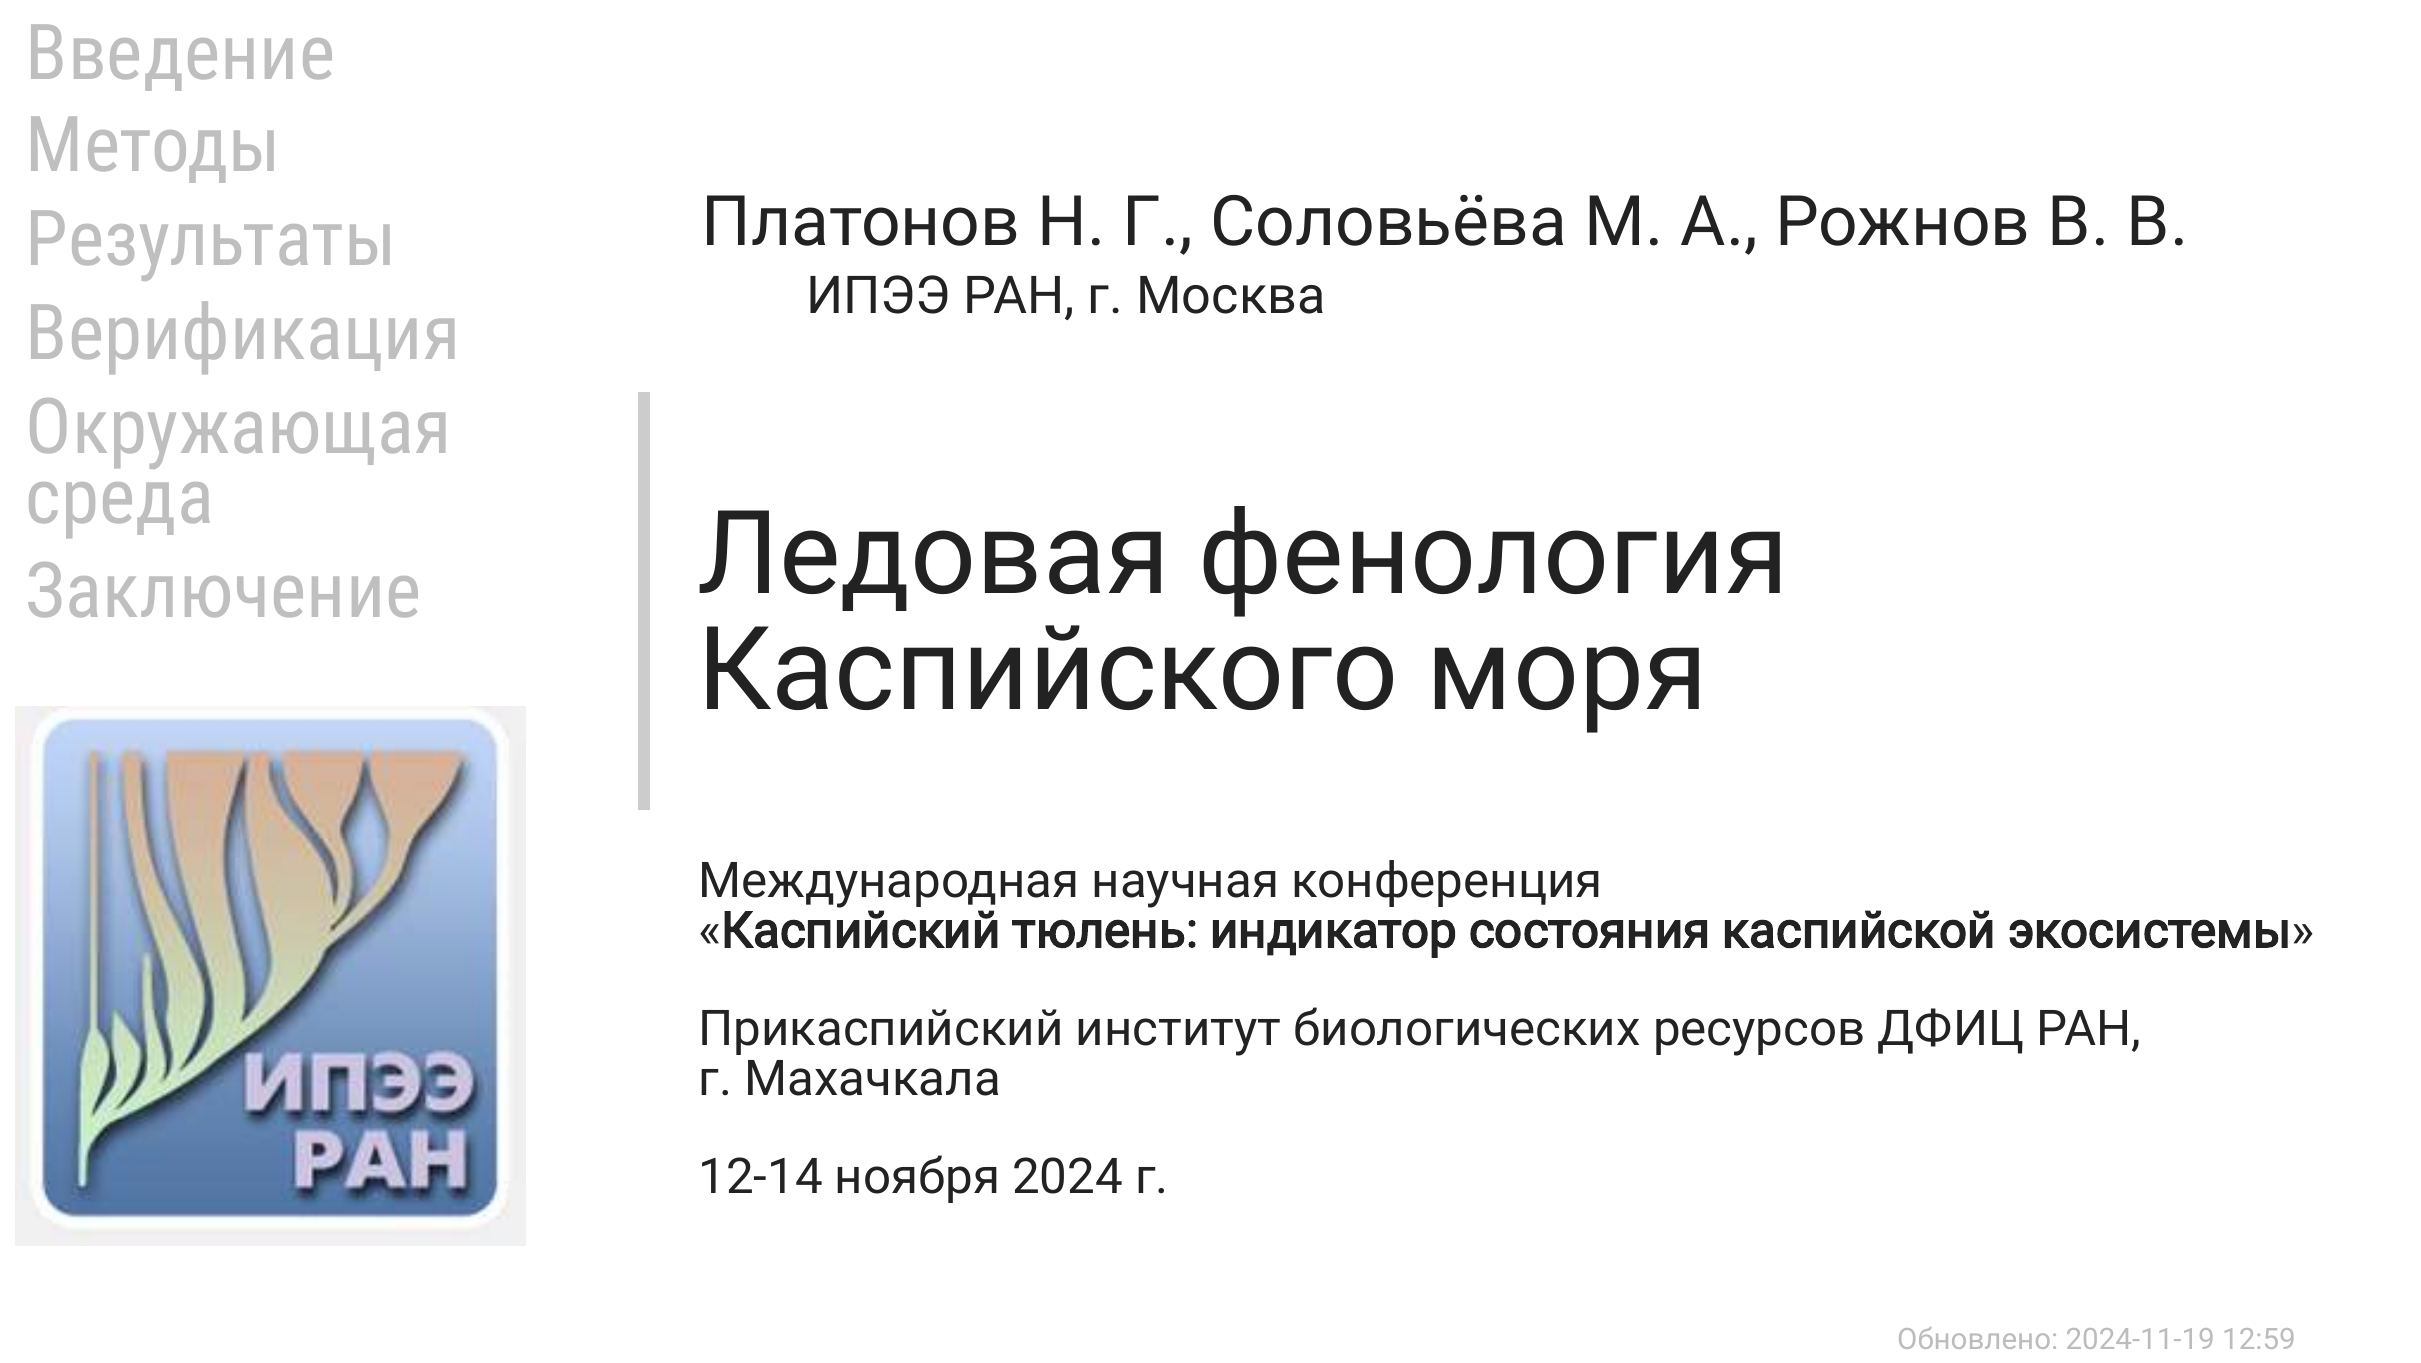 Введение
Методы
Результаты
Верификация
Окружающая
среда
Заключение
ИПЭЭ
РАН
Платонов Н. Г., Соловьёва М. А., Рожнов В. В.
ИПЭЭ РАН, г. Москва
Ледовая фенология
Каспийского моря
Международная научная конференция
«Каспийский тюлень: индикатор состояния каспийской экосистемы»
Прикаспийский институт биологических ресурсов ДФИЦ РАН,
г. Махачкала
12-14 ноября 2024 г.
Обновлено: 2024-11-19 12:59